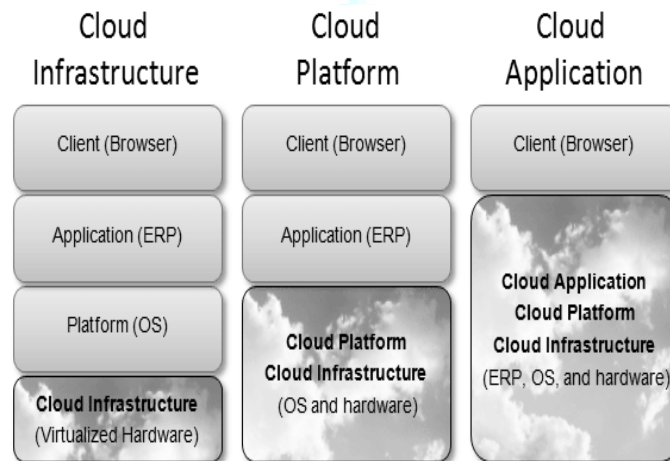 Cloud
Infrastructure
Client (Browser)
Application (ERP)
Platform (OS)
Cloud Infrastructure
(Virtualized Hardware)
Cloud
Platform
Client (Browser)
Application (ERP)
Cloud Platform
Cloud Infrastructure
(OS and hardware)
Cloud
Application
Client (Browser)
Cloud Application
Cloud Platform
Cloud Infrastructure
(ERP, OS, and hardware)